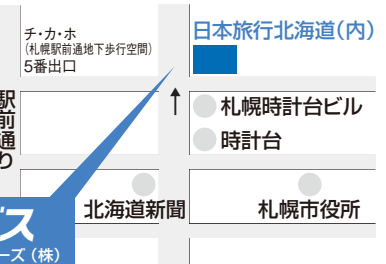 チ・カ・ホ
(札幌駅前通地下歩行空間)
5番出口
日本旅行北海道(内)
駅前通り
札幌時計台ビル
時計台
北海道新聞
札幌市役所
ズ
ーズ(株)